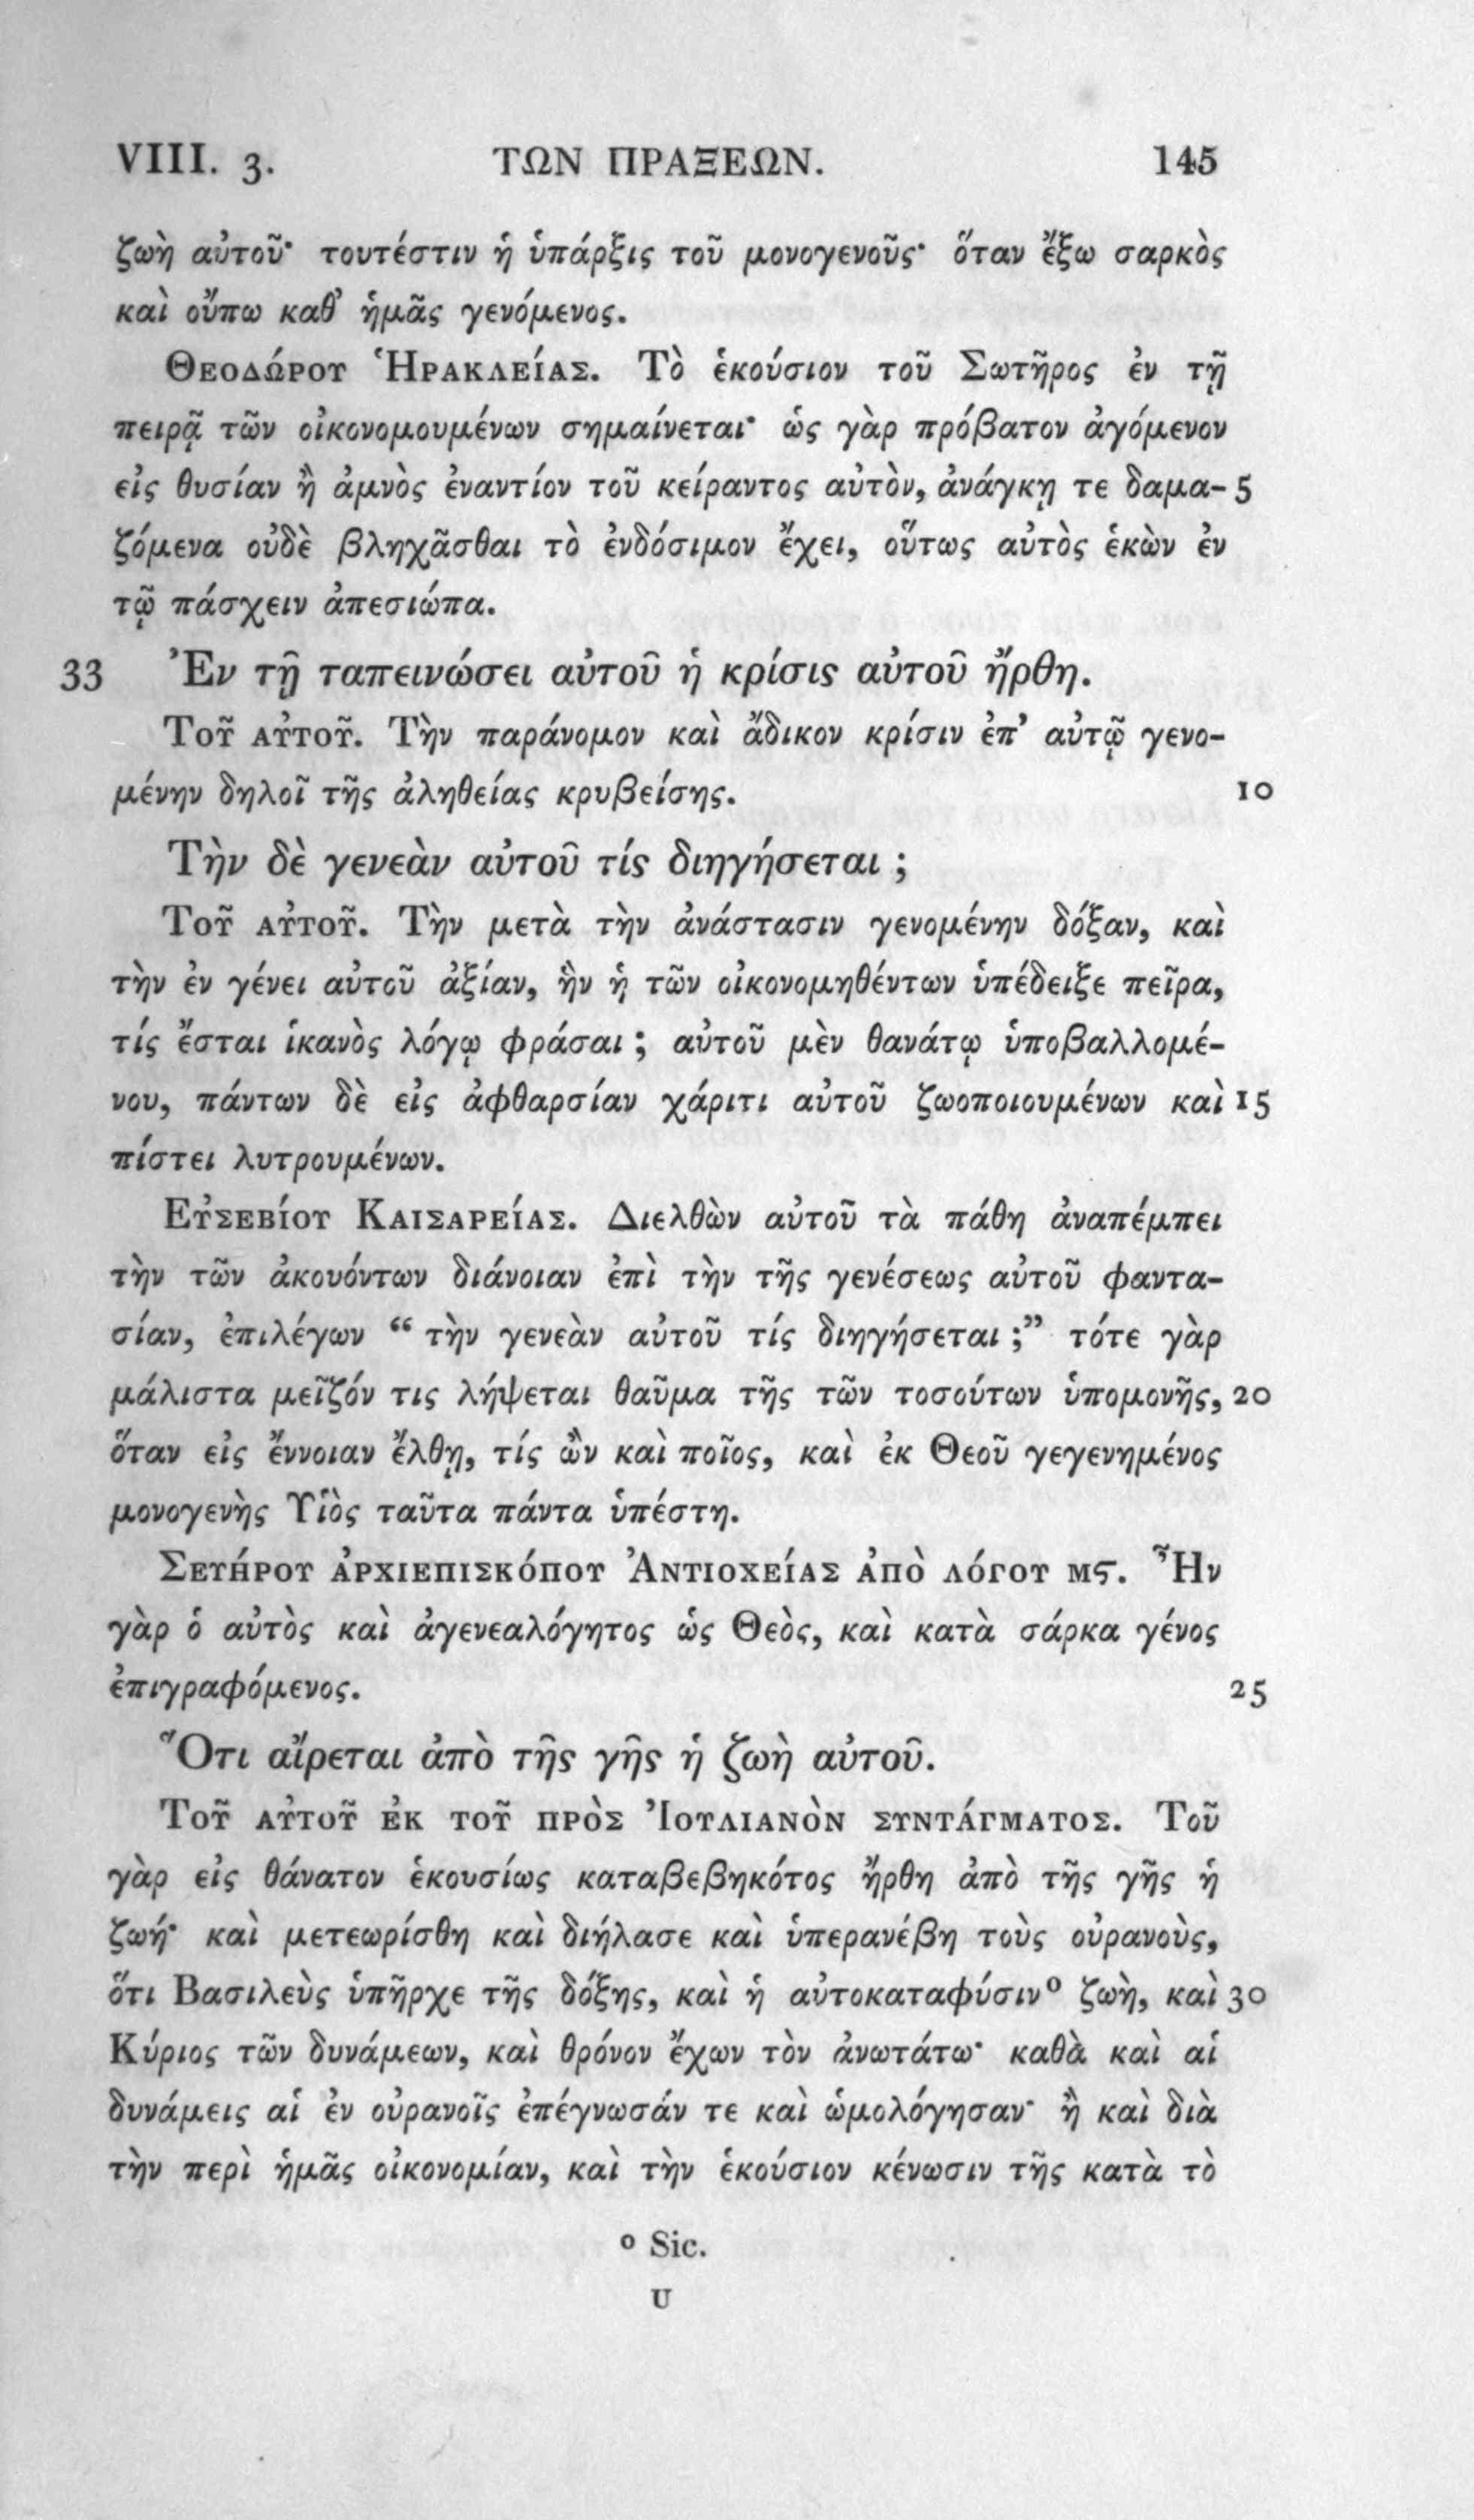 VIII. 3. ΤΩΝ ΠΡΑΞΕΩΝ. 145
ζωὴ αὐτοῦ· τουτέστιν ἡ ὑπάρξις τοῦ μονογενοῦς· ὅταν ἔξω σαρκὸς
καὶ οὔπω καθ’ ἡμᾶς γενόμενος.
ΘΕΟΔΏΡΟΥ ἩΡΑΚΛΕΊΑΣ. Τὸ ἑκούσιον τοῦ Σωτῆρος ἐν τῇ
πειρᾷ τῶν οἰκονομουμένων σημαίνεται· ὡς γὰρ πρόβατον ἀγόμενον
εἰς θυσίαν ἢ ἀμνὸς ἐναντίον τοῦ κείραντος αὐτὸν, ἀνάγκῃ τε δαμα- 5
ζόμενα οὐδὲ βληχᾶσθαι τὸ ἐνδόσιμον ἔχει, οὕτως αὐτὸς ἑκὼν ἐν
τῷ πάσχειν ἀπεσιώπα.
33 Ἐν τῇ ταπεινώσει αὐτοῦ ἡ κρίσις αὐτοῦ ἤρθη.
ΤΟῦ ΑὐΤΟῦ. Τὴν παράνομον καὶ ἄδικον κρίσιν ἐπ’ αὐτῷ γενο-
μένην δηλοῖ τῆς ἀληθείας κρυβείσης. 10
Τὴν δὲ γενεὰν αὐτοῦ τίς διηγήσεται ;
ΤΟῦ ΑὐΤΟῦ. Τὴν μετὰ τὴν ἀνάστασιν γενομένην δόξαν, καὶ
τὴν ἐν γένει αὐτοῦ ἀξίαν, ἣν ἡ τῶν οἰκονομηθέντων ὑπέδειξε πεῖρα,
τίς ἔσται ἱκανὸς λόγῳ φράσαι ; αὐτοῦ μὲν θανάτῳ ὑποβαλλομέ-
νου, πάντων δὲ εἰς ἀφθαρσίαν χάριτι αὐτοῦ ζωοποιουμένων καὶ 15
πίστει λυτρουμένων.
ΕὐΣΕΒΊΟΥ ΚΑΙΣΑΡΕΊΑΣ. Διελθὼν αὐτοῦ τὰ πάθη ἀναπέμπει
τὴν τῶν ἀκουόντων διάνοιαν ἐπὶ τὴν τῆς γενέσεως αὐτοῦ φαντα-
σίαν, ἐπιλέγων “ τὴν γενεὰν αὐτοῦ τίς διηγήσεται ;” τότε γὰρ
μάλιστα μεῖζόν τις λήψεται θαῦμα τῆς τῶν τοσούτων ὑπομονῆς, 20
ὅταν εἰς ἔννοιαν ἔλθῃ, τίς ὢν καὶ ποῖος, καὶ ἐκ Θεοῦ γεγενημένος
μονογενὴς Υἱὸς ταῦτα πάντα ὑπέστη.
ΣΕΥΉΡΟΥ ἈΡΧΙΕΠΙΣΚΌΠΟΥ ἈΝΤΙΟΧΕΊΑΣ ἈΠῸ ΛΌΓΟΥ Μϛ. Ἦν
γὰρ ὁ αὐτὸς καὶ ἀγενεαλόγητος ὡς Θεὸς, καὶ κατὰ σάρκα γένος
ἐπιγραφόμενος. 25
Ὅτι αἴρεται ἀπὸ τῆς γῆς ἡ ζωὴ αὐτοῦ.
ΤΟῦ ΑὐΤΟῦ ἘΚ ΤΟῦ ΠΡῸΣ ἸΟΥΛΙΑΝῸΝ ΣΥΝΤΆΓΜΑΤΟΣ. Τοῦ
γὰρ εἰς θάνατον ἑκουσίως καταβεβηκότος ἤρθη ἀπὸ τῆς γῆς ἡ
ζωή· καὶ μετεωρίσθη καὶ διήλασε καὶ ὑπερανέβη τοὺς οὐρανοὺς,
ὅτι Βασιλεὺς ὑπῆρχε τῆς δόξης, καὶ ἡ αὐτοκαταφύσινᵒ ζωὴ, καὶ 30
Κύριος τῶν δυνάμεων, καὶ θρόνον ἔχων τὸν ἀνωτάτω· καθὰ καὶ αἱ
δυνάμεις αἱ ἐν οὐρανοῖς ἐπέγνωσάν τε καὶ ὡμολόγησαν· ἢ καὶ διὰ
τὴν περὶ ἡμᾶς οἰκονομίαν, καὶ τὴν ἑκούσιον κένωσιν τῆς κατὰ τὸ
ᵒ Sic.
U